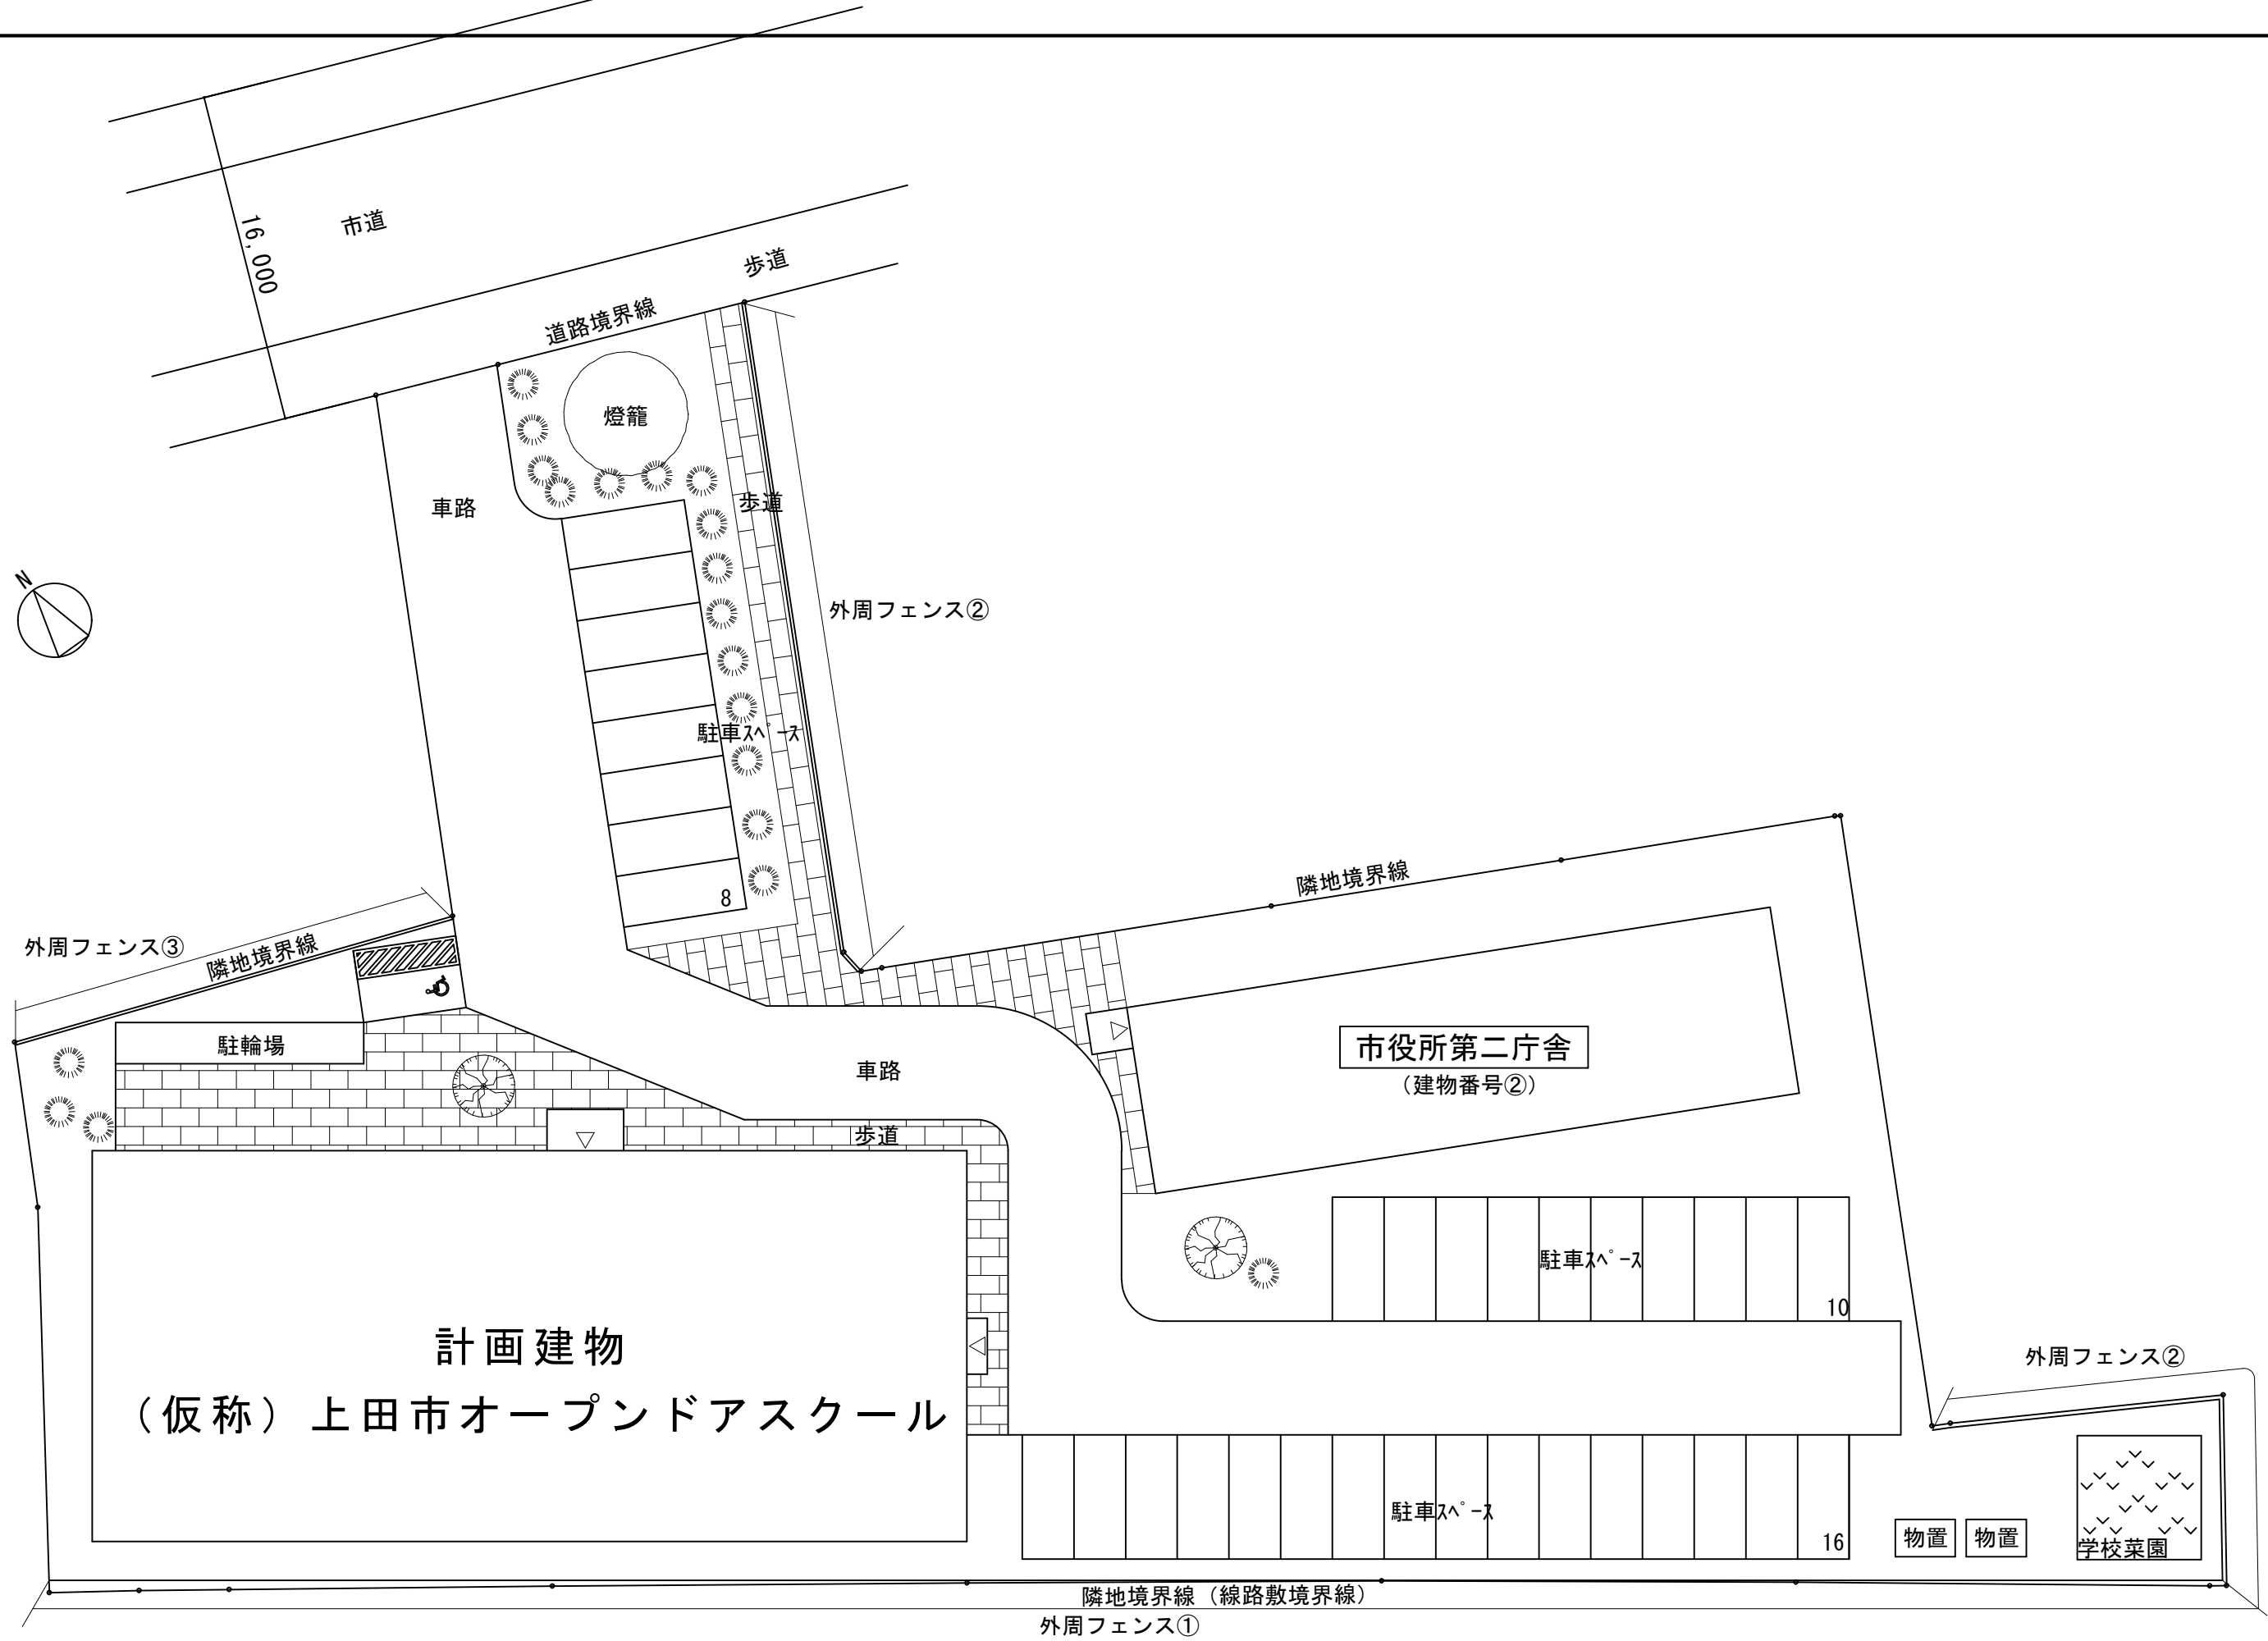 16,000
市道
歩道
道路境界線
燈籠
車路
歩道
N
外周フェンス②
駐車ｽﾍﾟｰｽ
8
隣地境界線
外周フェンス③
隣地境界線
駐輪場
車路
市役所第二庁舎
（建物番号②）
歩道
駐車ｽﾍﾟｰｽ
10
計画建物
（仮称）上田市オープンドアスクール
外周フェンス②
駐車ｽﾍﾟｰｽ
16
物置
物置
学校菜園
隣地境界線（線路敷境界線）
外周フェンス①